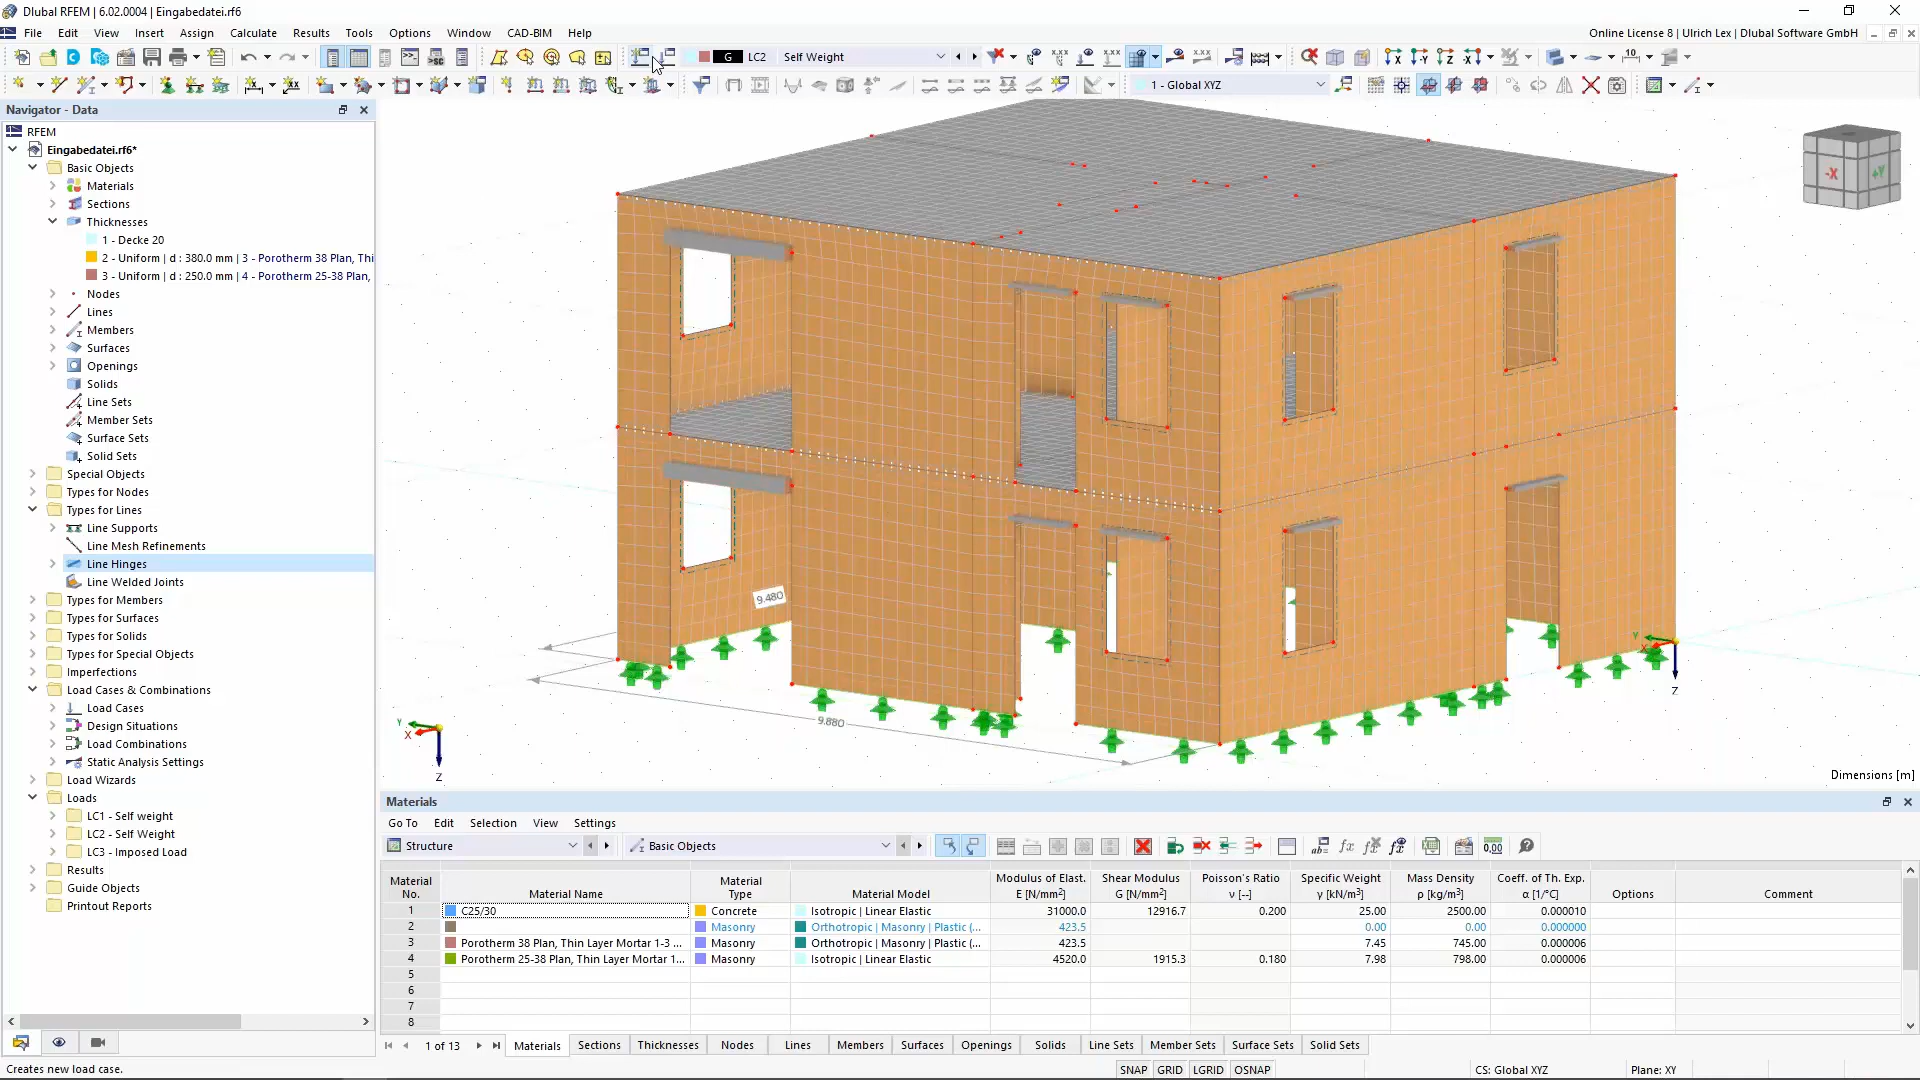 Dlubal RFEM | 6.02.0004 | Eingabedatei.rf6
File Edit View Insert Assign Calculate Results Tools Options Window CAD-BIM Help
Online License 8 | Ulrich Lex | Dlubal Software GmbH
G LC2 Self Weight
1 - Global XYZ
Navigator - Data
RFEM
Eingabedatei.rf6*
Basic Objects
Materials
Sections
Thicknesses
1 - Decke 20
2 - Uniform | d : 380.0 mm | 3 - Porotherm 38 Plan, Thi
3 - Uniform | d : 250.0 mm | 4 - Porotherm 25-38 Plan,
Nodes
Lines
Members
Surfaces
Openings
Solids
Line Sets
Member Sets
Surface Sets
Solid Sets
Special Objects
Types for Nodes
Types for Lines
Line Supports
Line Mesh Refinements
Line Hinges
Line Welded Joints
Types for Members
Types for Surfaces
Types for Solids
Types for Special Objects
Imperfections
Load Cases & Combinations
Load Cases
Design Situations
Load Combinations
Static Analysis Settings
Load Wizards
Loads
LC1 - Self weight
LC2 - Self Weight
LC3 - Imposed Load
Results
Guide Objects
Printout Reports
-X +Y
9.480
9.880
Y X Z
Y X Z
Dimensions [m]
Materials
Go To Edit Selection View Settings
Structure Basic Objects
Material No. Material Name Material Type Material Model Modulus of Elast. E [N/mm²] Shear Modulus G [N/mm²] Poisson's Ratio ν [--] Specific Weight γ [kN/m³] Mass Density ρ [kg/m³] Coeff. of Th. Exp. α [1/°C] Options Comment
1 C25/30 Concrete Isotropic | Linear Elastic 31000.0 12916.7 0.200 25.00 2500.00 0.000010
2 Masonry Orthotropic | Masonry | Plastic (... 423.5 0.00 0.00 0.000000
3 Porotherm 38 Plan, Thin Layer Mortar 1-3 ... Masonry Orthotropic | Masonry | Plastic (... 423.5 7.45 745.00 0.000006
4 Porotherm 25-38 Plan, Thin Layer Mortar 1... Masonry Isotropic | Linear Elastic 4520.0 1915.3 0.180 7.98 798.00 0.000006
5
6
7
8
1 of 13 Materials Sections Thicknesses Nodes Lines Members Surfaces Openings Solids Line Sets Member Sets Surface Sets Solid Sets
Creates new load case.
SNAP GRID LGRID OSNAP CS: Global XYZ Plane: XY